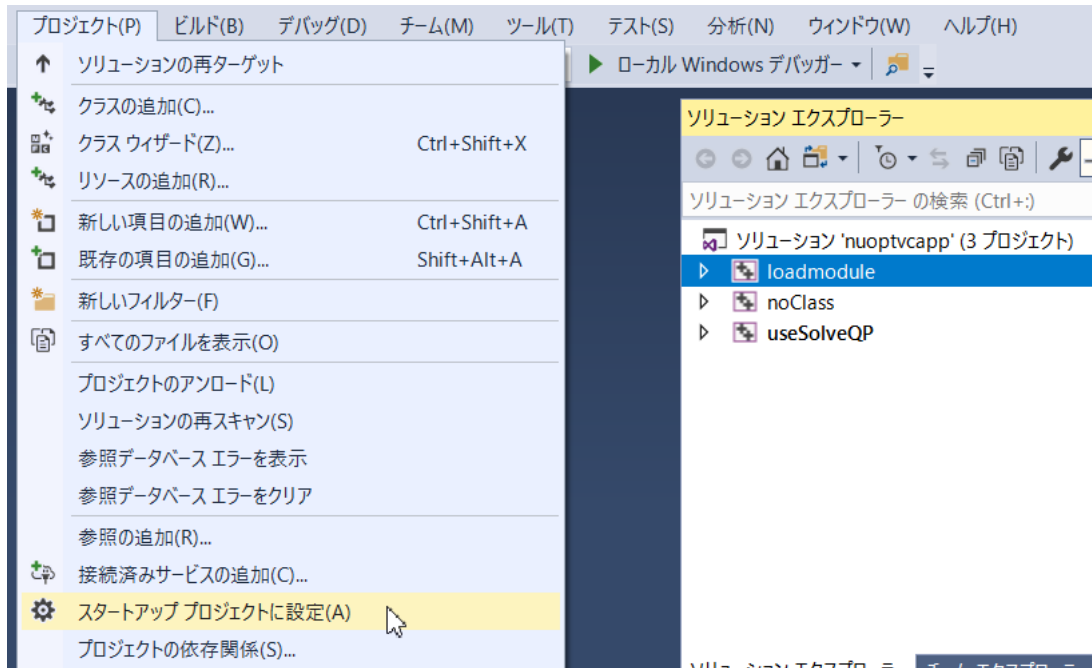 プロジェクト(P) ビルド(B) デバッグ(D) チーム(M) ツール(T) テスト(S) 分析(N) ウィンドウ(W) ヘルプ(H)
ローカル Windows デバッガー
ソリューションの再ターゲット
クラスの追加(C)...
クラス ウィザード(Z)... Ctrl+Shift+X
リソースの追加(R)...
新しい項目の追加(W)... Ctrl+Shift+A
既存の項目の追加(G)... Shift+Alt+A
新しいフィルター(F)
すべてのファイルを表示(O)
プロジェクトのアンロード(L)
ソリューションの再スキャン(S)
参照データベース エラーを表示
参照データベース エラーをクリア
参照の追加(R)...
接続済みサービスの追加(C)...
スタートアップ プロジェクトに設定(A)
プロジェクトの依存関係(S)...
ソリューション エクスプローラー
ソリューション エクスプローラー の検索 (Ctrl+:)
ソリューション 'nuoptvcapp' (3 プロジェクト)
loadmodule
noClass
useSolveQP